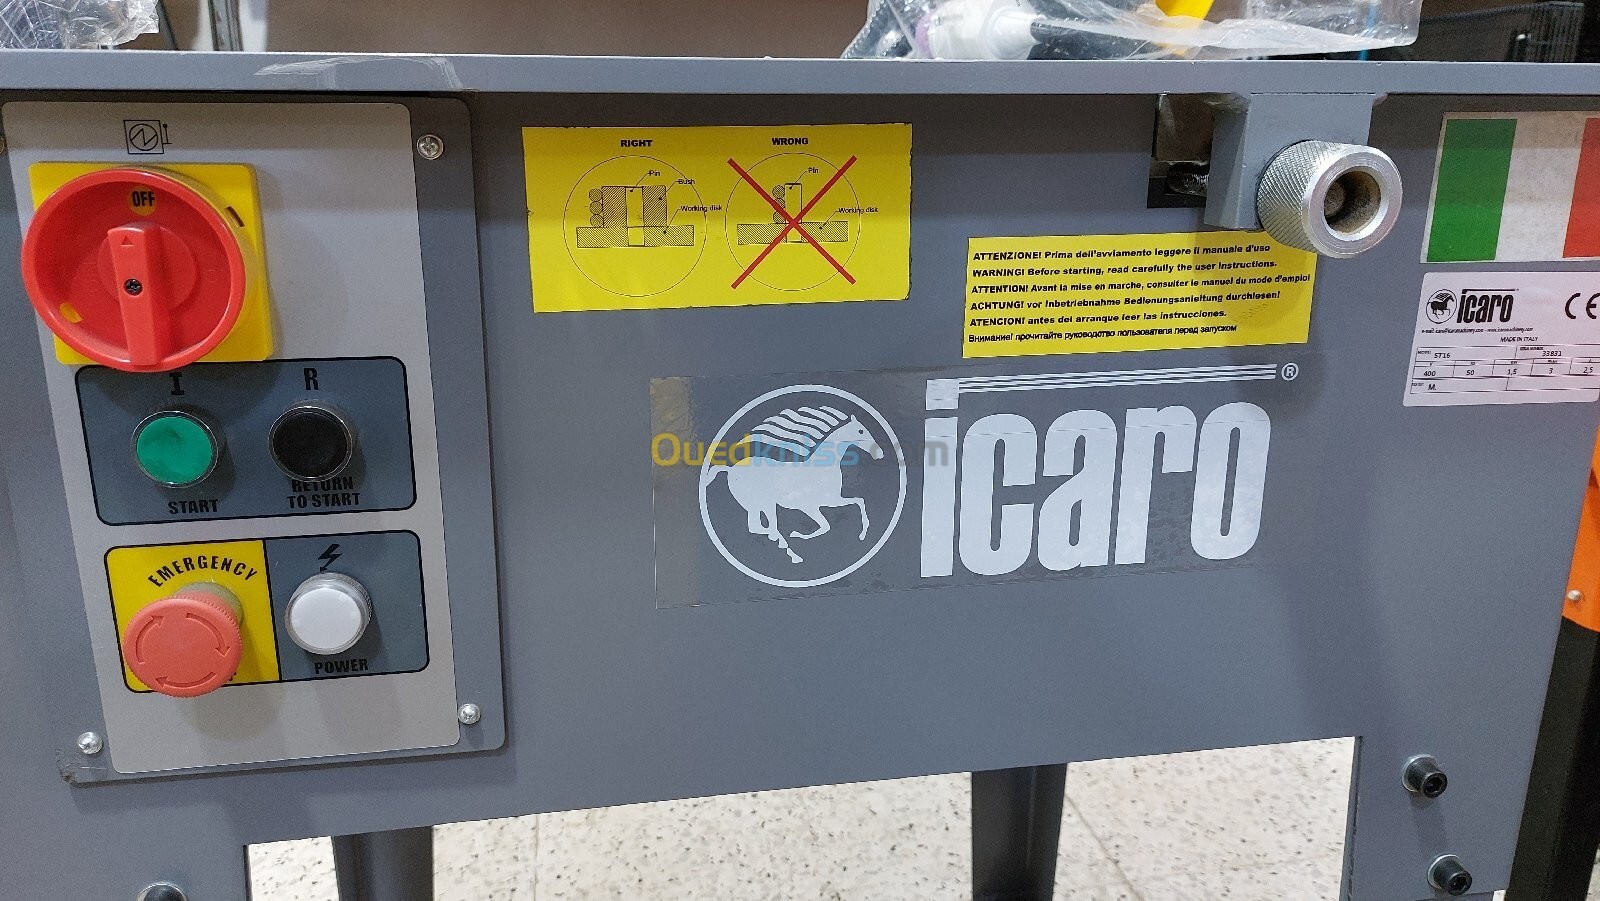 OFF
I R
START
RETURN
TO START
EMERGENCY
POWER
RIGHT
Pin
Bush
Working disk
WRONG
Pin
Working disk
ATTENZIONE! Prima dell'avviamento leggere il manuale d'uso
WARNING! Before starting, read carefully the user instructions.
ATTENTION! Avant la mise en marche, consulter le manuel du mode d'emploi
ACHTUNG! vor Inbetriebnahme Bedienungsanleitung durchlesen!
ATENCION! antes del arranque leer las instrucciones.
Внимание! прочитайте руководство пользователя перед запуском
icaro ®
Ouedkniss.com
icaro CE
MADE IN ITALY
ST16 33831
400 50 1,5 3 2,5
M.